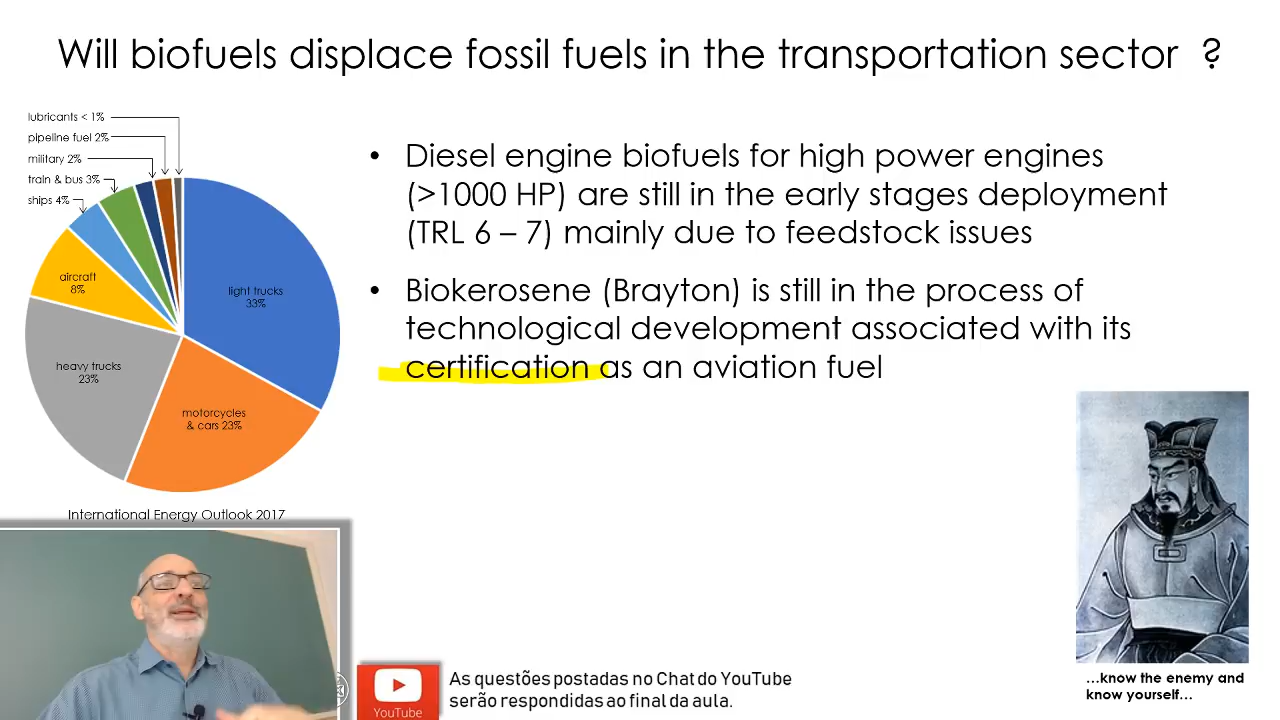 Will biofuels displace fossil fuels in the transportation sector ?
lubricants < 1%
pipeline fuel 2%
military 2%
train & bus 3%
ships 4%
aircraft
8%
light trucks
33%
heavy trucks
23%
motorcycles
& cars 23%
International Energy Outlook 2017
• Diesel engine biofuels for high power engines
(>1000 HP) are still in the early stages deployment
(TRL 6 – 7) mainly due to feedstock issues
• Biokerosene (Brayton) is still in the process of
technological development associated with its
certification as an aviation fuel
...know the enemy and
know yourself...
YouTube
As questões postadas no Chat do YouTube
serão respondidas ao final da aula.